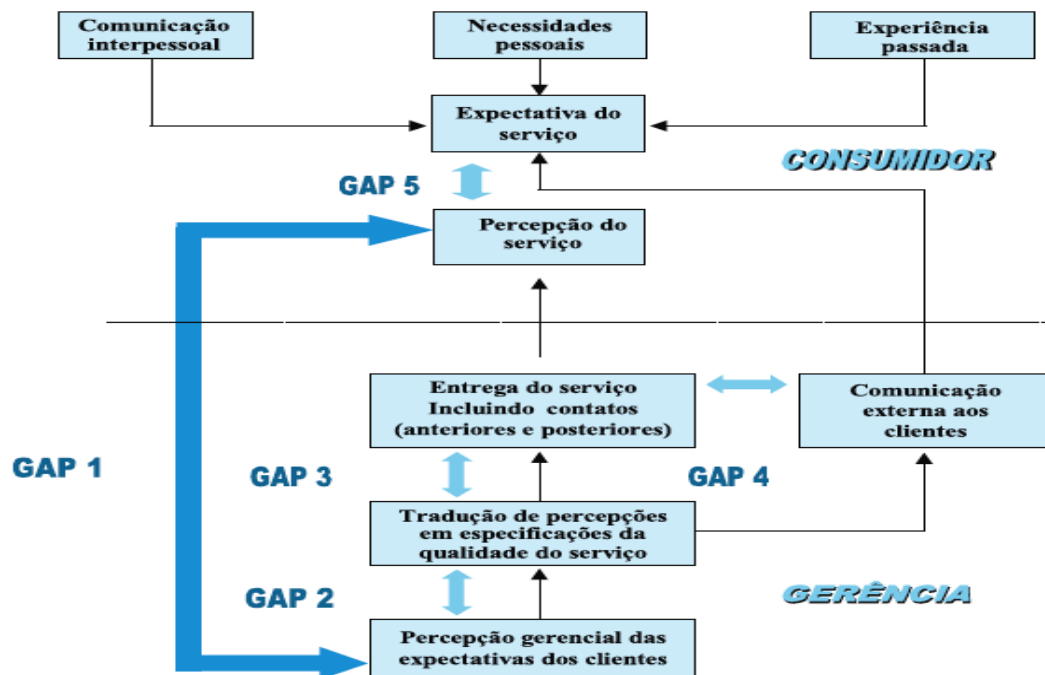 Comunicação
interpessoal
Necessidades
pessoais
Experiência
passada
Expectativa do
serviço
CONSUMIDOR
GAP 5
Percepção do
serviço
Entrega do serviço
Incluindo contatos
(anteriores e posteriores)
Comunicação
externa aos
clientes
GAP 1
GAP 3
GAP 4
Tradução de percepções
em especificações da
qualidade do serviço
GAP 2
GERÊNCIA
Percepção gerencial das
expectativas dos clientes